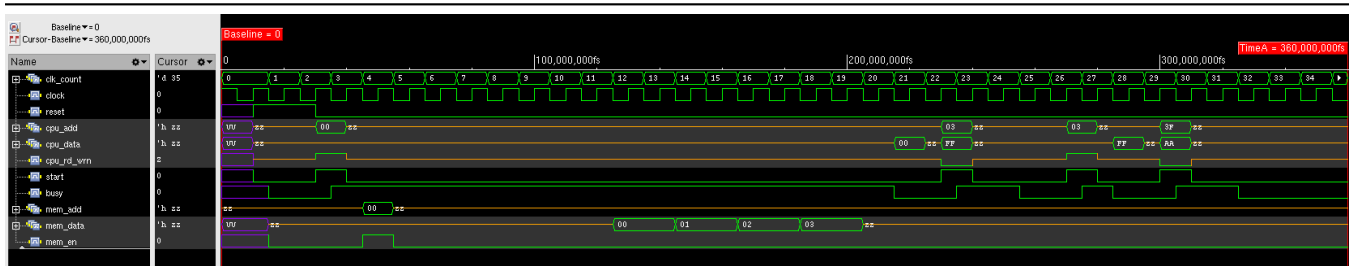 Baseline ▾= 0
Cursor-Baseline ▾= 360,000,000fs
Baseline = 0
TimeA = 360,000,000fs
Name Cursor 0 100,000,000fs 200,000,000fs 300,000,000fs
clk_count 'd 35 0 1 2 3 4 5 6 7 8 9 10 11 12 13 14 15 16 17 18 19 20 21 22 23 24 25 26 27 28 29 30 31 32 33 34
clock 0
reset 0
cpu_add 'h zz UU zz 00 zz 03 zz 03 zz 3F zz
cpu_data 'h zz UU zz 00 zz FF zz FF zz AA zz
cpu_rd_wrn z
start 0
busy 0
mem_add 'h zz zz 00 zz
mem_data 'h zz UU zz 00 01 02 03 zz
mem_en 0